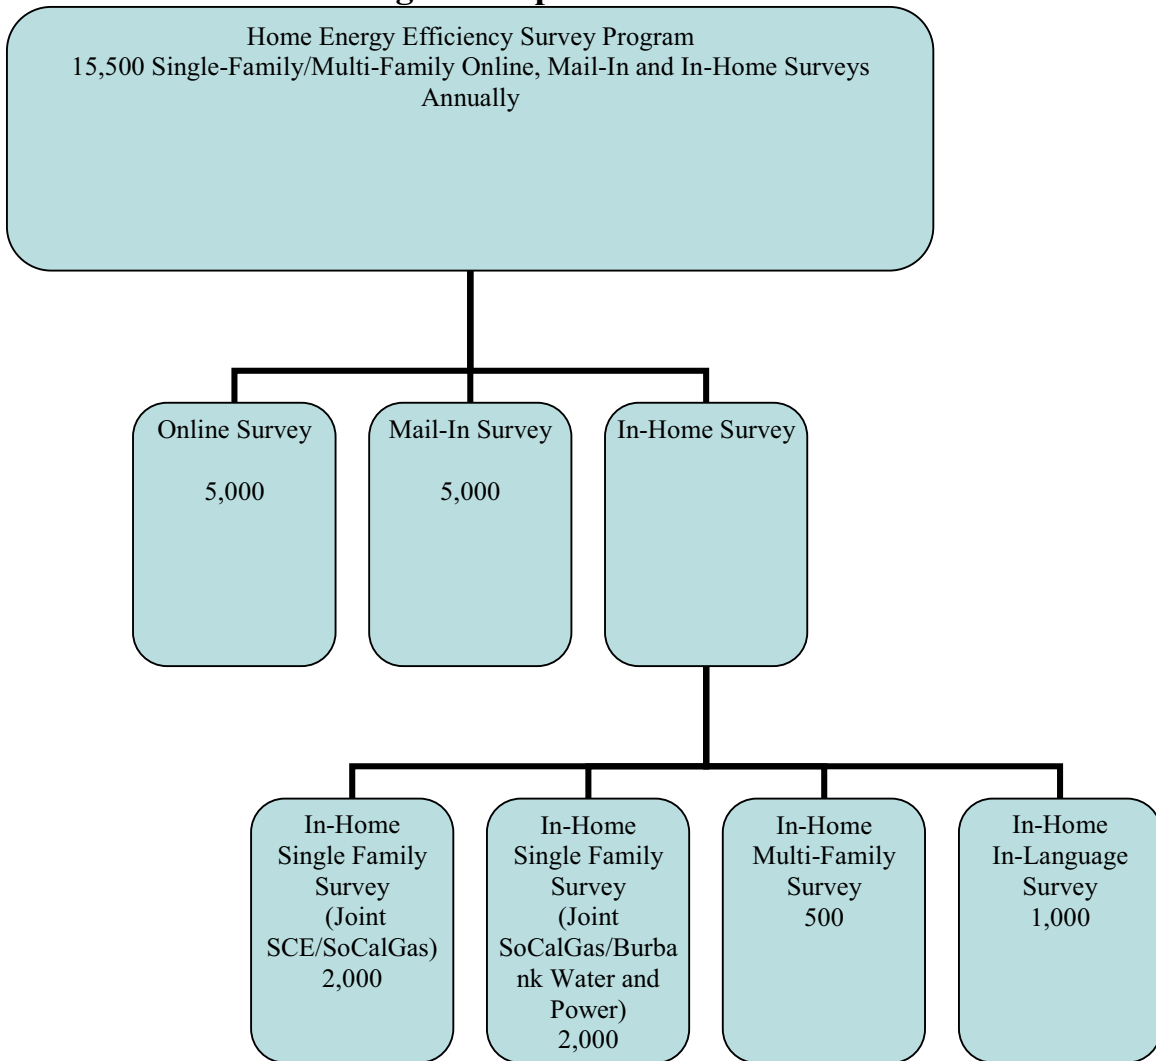 Home Energy Efficiency Survey Program
15,500 Single-Family/Multi-Family Online, Mail-In and In-Home Surveys
Annually
Online Survey
5,000
Mail-In Survey
5,000
In-Home Survey
In-Home
Single Family
Survey
(Joint
SCE/SoCalGas)
2,000
In-Home
Single Family
Survey
(Joint
SoCalGas/Burba
nk Water and
Power)
2,000
In-Home
Multi-Family
Survey
500
In-Home
In-Language
Survey
1,000